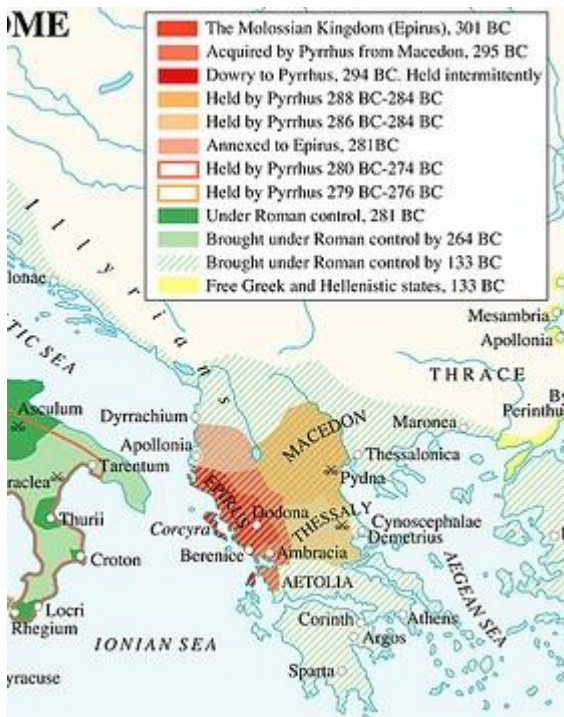 OME
The Molossian Kingdom (Epirus), 301 BC
Acquired by Pyrrhus from Macedon, 295 BC
Dowry to Pyrrhus, 294 BC. Held intermittently
Held by Pyrrhus 288 BC-284 BC
Held by Pyrrhus 286 BC-284 BC
Annexed to Epirus, 281BC
Held by Pyrrhus 280 BC-274 BC
Held by Pyrrhus 279 BC-276 BC
Under Roman control, 281 BC
Brought under Roman control by 264 BC
Brought under Roman control by 133 BC
Free Greek and Hellenistic states, 133 BC
Illyrians
lonae
TIC SEA
Mesambria
Apollonia
THRACE
By
Perinthu
Maronea
Asculum
Dyrrachium
MACEDON
Apollonia
Thessalonica
raclea
Tarentum
Pydna
EPIRUS
Dodona
THESSALY
Thurii
Corcyra
Cynoscephalae
Demetrius
Croton
Berenice
Ambracia
AEGEAN SEA
AETOLIA
Locri
Rhegium
Corinth
Athens
IONIAN SEA
Argos
Sparta
yracuse